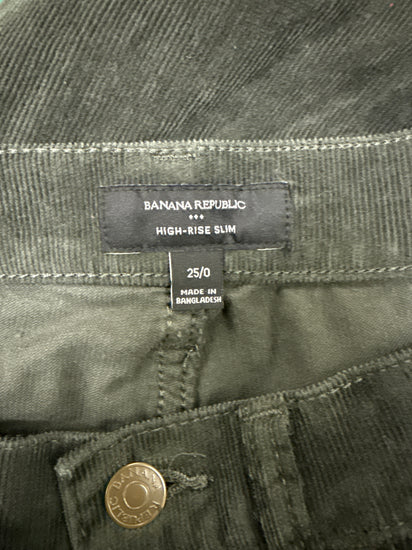 BANANA REPUBLIC
HIGH-RISE SLIM
25/0
MADE IN
BANGLADESH
BANANA REPUBLIC